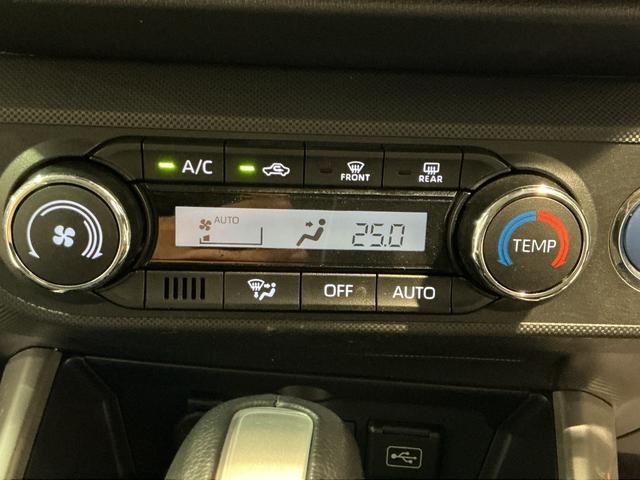 A/C
FRONT
REAR
AUTO
25.0
TEMP
OFF
AUTO